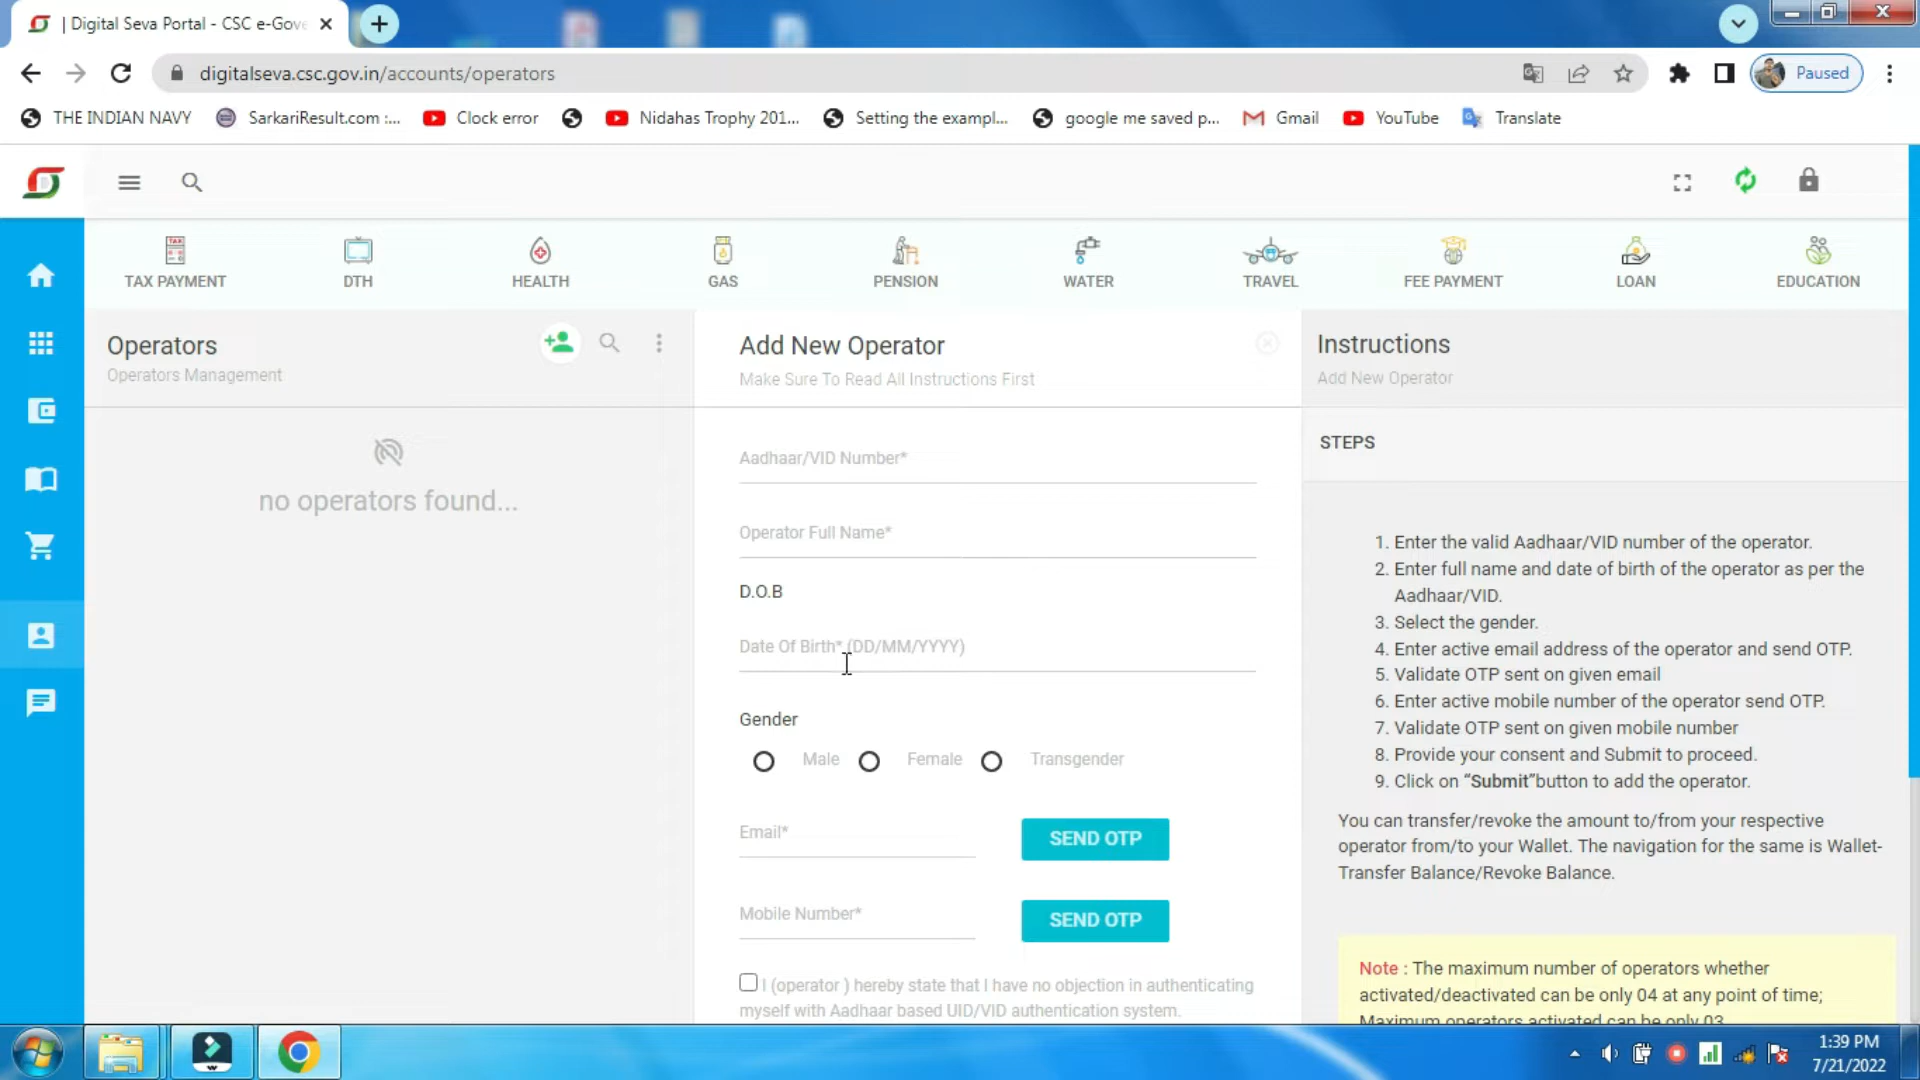 | Digital Seva Portal - CSC e-Gove
digitalseva.csc.gov.in/accounts/operators
Paused
THE INDIAN NAVY
SarkariResult.com :...
Clock error
Nidahas Trophy 201...
Setting the exampl...
google me saved p...
Gmail
YouTube
Translate
TAX PAYMENT
DTH
HEALTH
GAS
PENSION
WATER
TRAVEL
FEE PAYMENT
LOAN
EDUCATION
Operators
Operators Management
no operators found...
Add New Operator
Make Sure To Read All Instructions First
Aadhaar/VID Number*
Operator Full Name*
D.O.B
Date Of Birth* (DD/MM/YYYY)
Gender
Male
Female
Transgender
Email*
SEND OTP
Mobile Number*
SEND OTP
I (operator ) hereby state that I have no objection in authenticating
myself with Aadhaar based UID/VID authentication system.
Instructions
Add New Operator
STEPS
1. Enter the valid Aadhaar/VID number of the operator.
2. Enter full name and date of birth of the operator as per the
Aadhaar/VID.
3. Select the gender.
4. Enter active email address of the operator and send OTP.
5. Validate OTP sent on given email
6. Enter active mobile number of the operator send OTP.
7. Validate OTP sent on given mobile number
8. Provide your consent and Submit to proceed.
9. Click on “Submit”button to add the operator.
You can transfer/revoke the amount to/from your respective
operator from/to your Wallet. The navigation for the same is Wallet-
Transfer Balance/Revoke Balance.
Note : The maximum number of operators whether
activated/deactivated can be only 04 at any point of time;
Maximum operators activated can be only 03
1:39 PM
7/21/2022